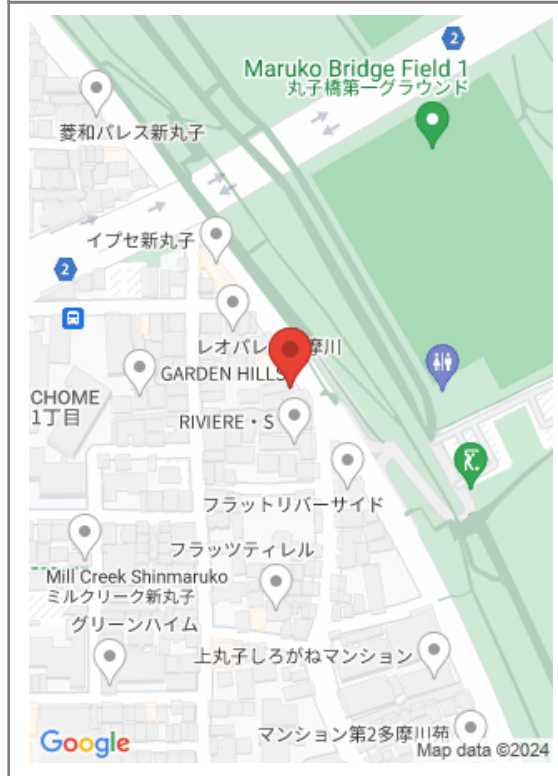 2
Maruko Bridge Field 1
丸子橋第一グラウンド
菱和パレス新丸子
イプセ新丸子
2
レオパレ
摩川
GARDEN HILLS
CHOME
1丁目
RIVIERE・S
フラットリバーサイド
フラッツティレル
Mill Creek Shinmaruko
ミルクリーク新丸子
グリーンハイム
上丸子しろがねマンション
マンション第2多摩川苑
Google
Map data ©2024